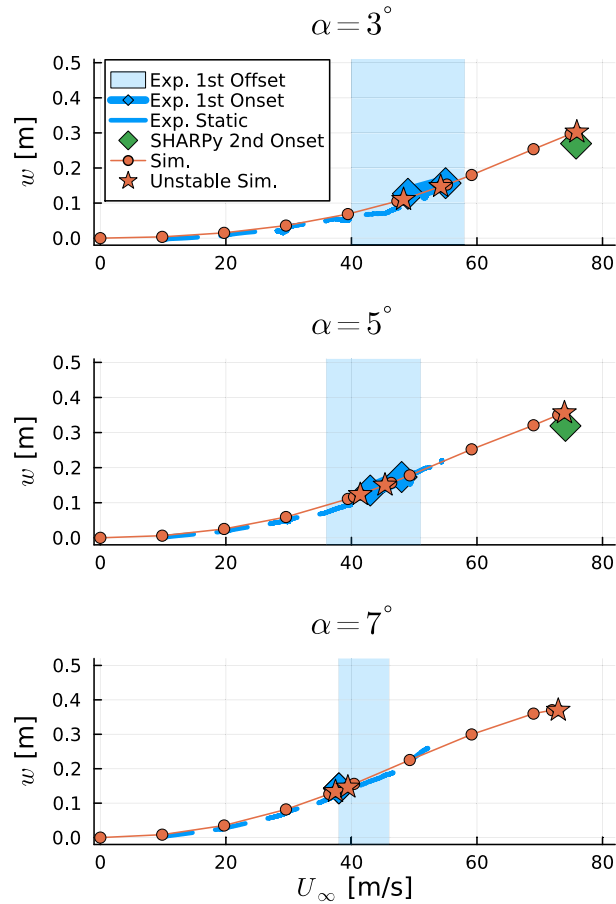 α = 3°
w [m]
0.5
0.4
0.3
0.2
0.1
0.0
Exp. 1st Offset
Exp. 1st Onset
Exp. Static
SHARPy 2nd Onset
Sim.
Unstable Sim.
0 20 40 60 80
α = 5°
w [m]
0.5
0.4
0.3
0.2
0.1
0.0
0 20 40 60 80
α = 7°
w [m]
0.5
0.4
0.3
0.2
0.1
0.0
0 20 40 60 80
U∞ [m/s]